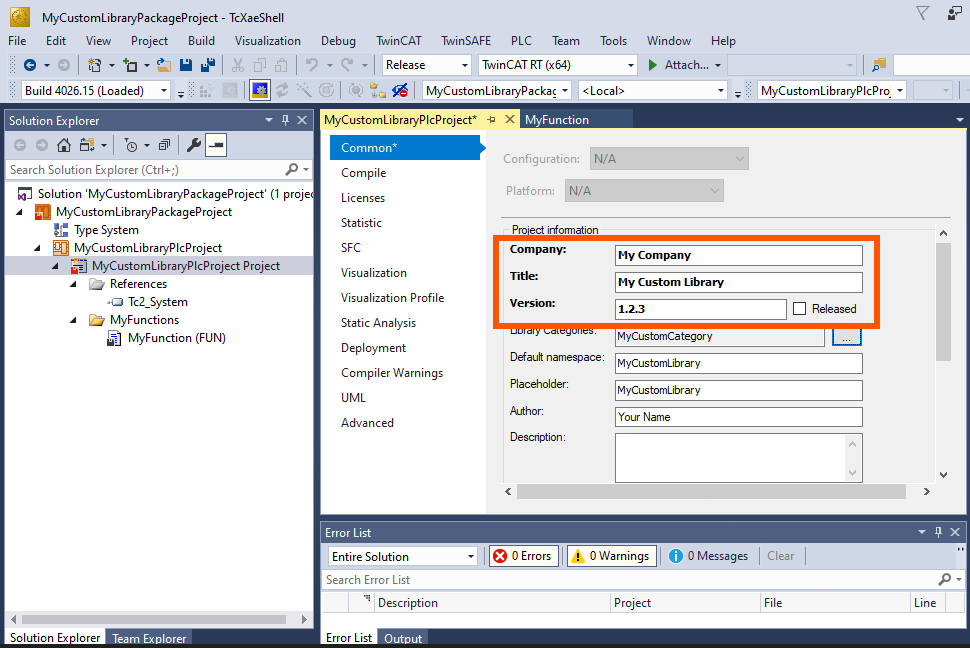 MyCustomLibraryPackageProject - TcXaeShell
File Edit View Project Build Visualization Debug TwinCAT TwinSAFE PLC Team Tools Window Help
Release TwinCAT RT (x64) Attach...
Build 4026.15 (Loaded) MyCustomLibraryPackag <Local> MyCustomLibraryPlcProj
Solution Explorer
Search Solution Explorer (Ctrl+;)
Solution 'MyCustomLibraryPackageProject' (1 projec
MyCustomLibraryPackageProject
Type System
MyCustomLibraryPlcProject
MyCustomLibraryPlcProject Project
References
Tc2_System
MyFunctions
MyFunction (FUN)
Solution Explorer Team Explorer
MyCustomLibraryPlcProject* MyFunction
Common*
Compile
Licenses
Statistic
SFC
Visualization
Visualization Profile
Static Analysis
Deployment
Compiler Warnings
UML
Advanced
Configuration: N/A
Platform: N/A
Project information
Company: My Company
Title: My Custom Library
Version: 1.2.3 Released
Library Categories: MyCustomCategory ...
Default namespace: MyCustomLibrary
Placeholder: MyCustomLibrary
Author: Your Name
Description:
Error List
Entire Solution 0 Errors 0 Warnings 0 Messages Clear
Search Error List
Description Project File Line
Error List Output